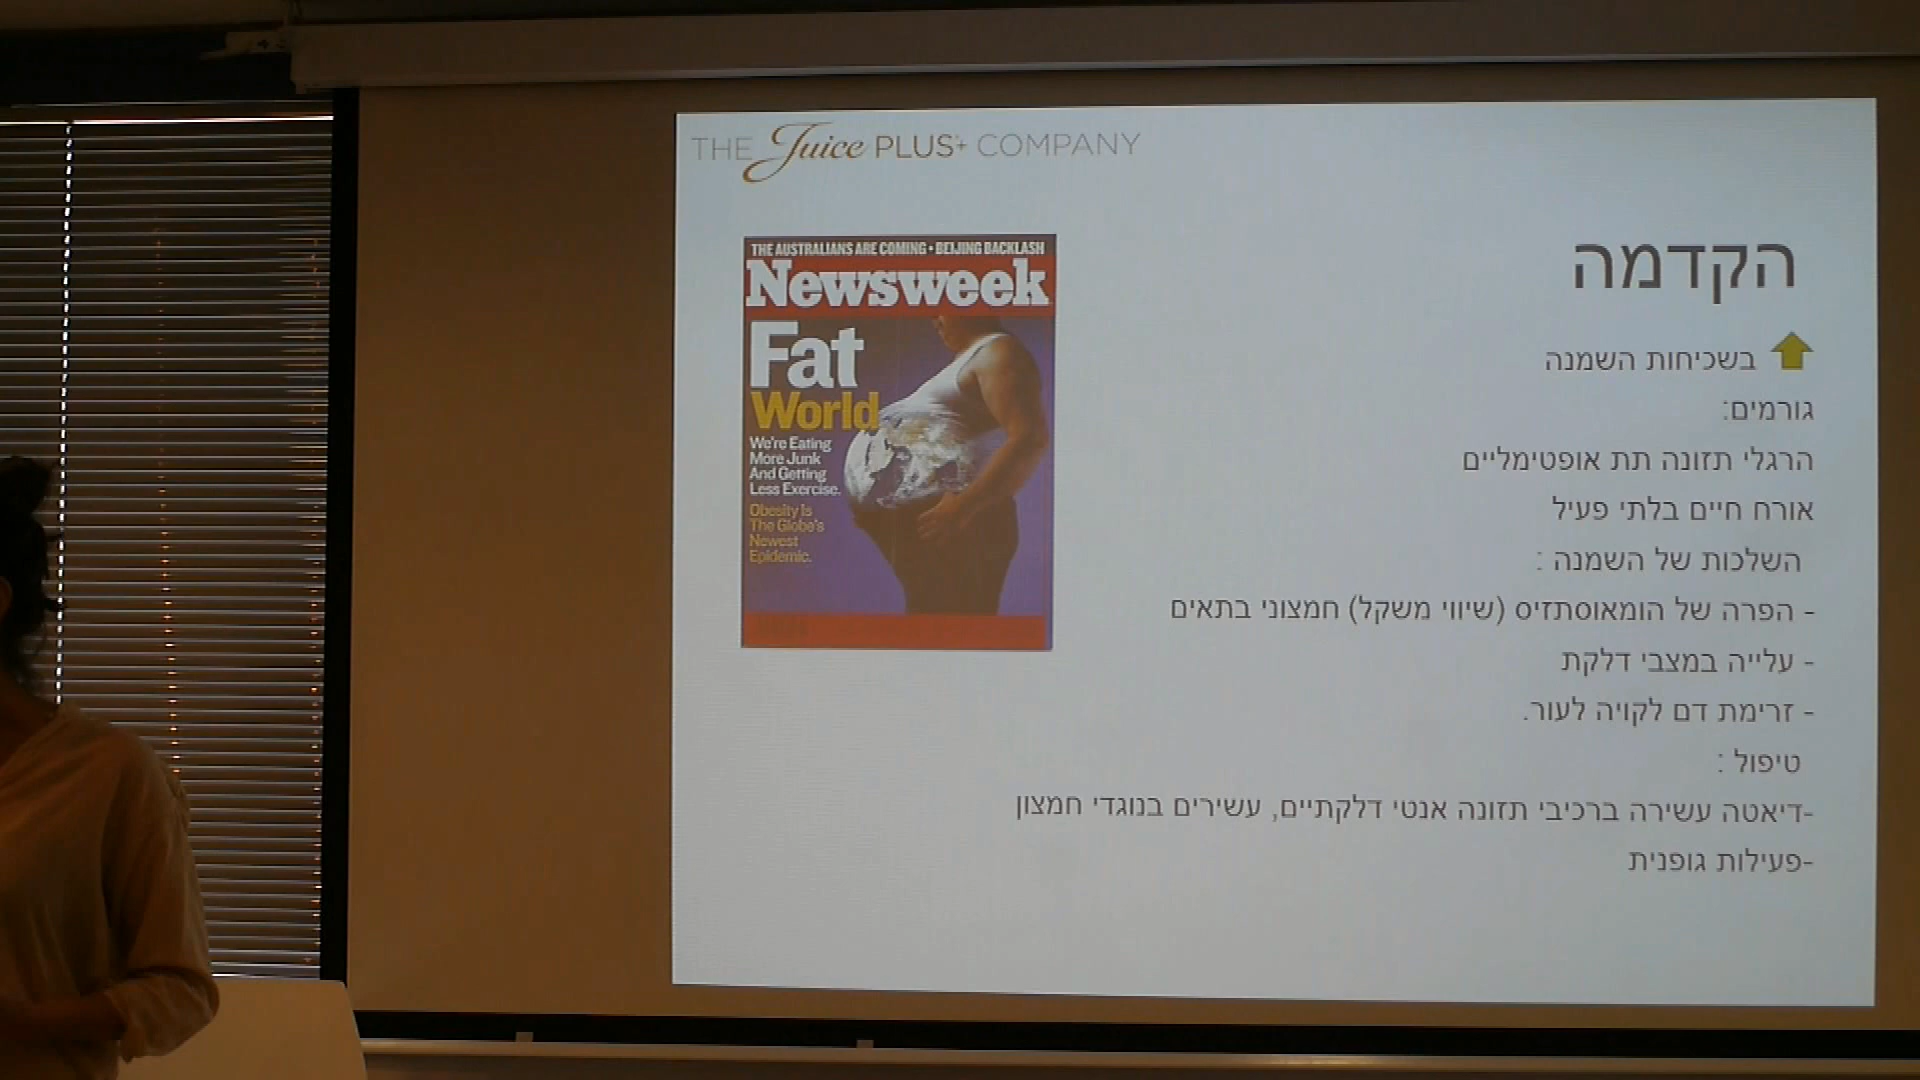 THE Juice PLUS+ COMPANY
הקדמה
בשכיחות השמנה
גורמים:
הרגלי תזונה תת אופטימליים
אורח חיים בלתי פעיל
השלכות של השמנה :
- הפרה של הומאוסתזיס (שיווי משקל) חמצוני בתאים
- עלייה במצבי דלקת
- זרימת דם לקויה לעור.
טיפול :
-דיאטה עשירה ברכיבי תזונה אנטי דלקתיים, עשירים בנוגדי חמצון
-פעילות גופנית
THE AUSTRALIANS ARE COMING • BEIJING BACKLASH
Newsweek
Fat
World
We're Eating
More Junk
And Getting
Less Exercise.
Obesity Is
The Globe's
Newest
Epidemic.